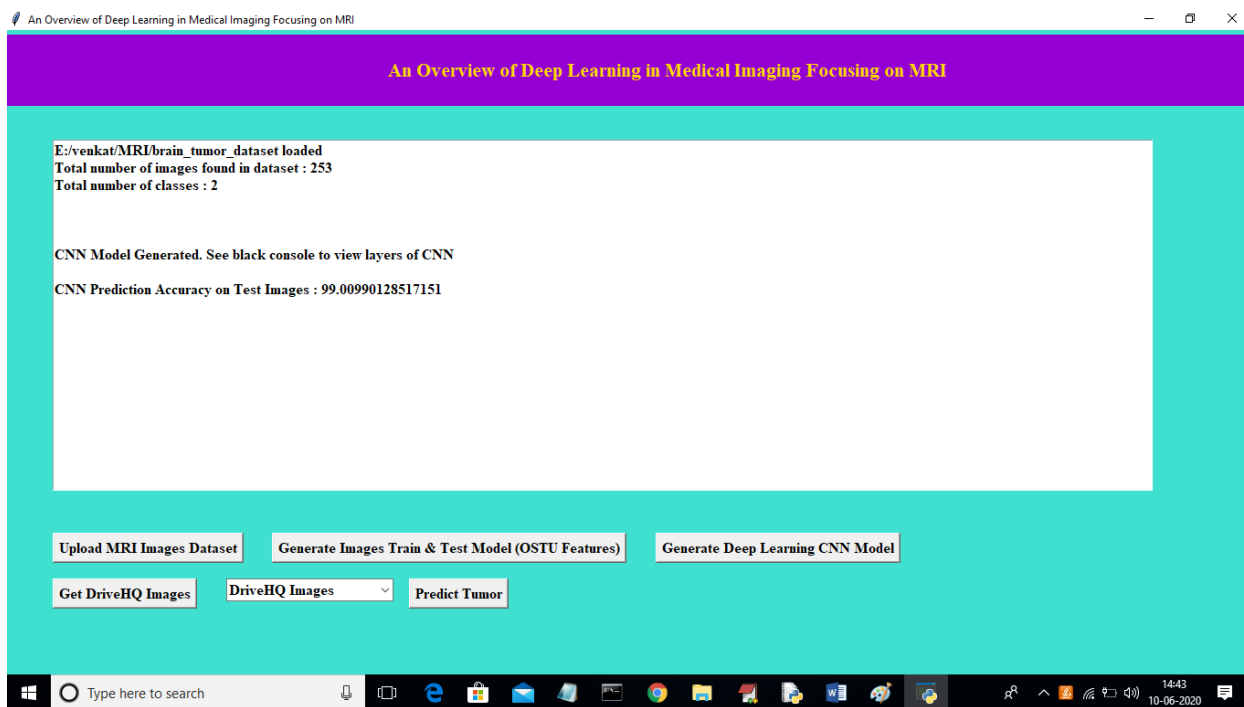 An Overview of Deep Learning in Medical Imaging Focusing on MRI
An Overview of Deep Learning in Medical Imaging Focusing on MRI
E:/venkat/MRI/brain_tumor_dataset loaded
Total number of images found in dataset : 253
Total number of classes : 2
CNN Model Generated. See black console to view layers of CNN
CNN Prediction Accuracy on Test Images : 99.00990128517151
Upload MRI Images Dataset
Generate Images Train & Test Model (OSTU Features)
Generate Deep Learning CNN Model
Get DriveHQ Images
DriveHQ Images
Predict Tumor
Type here to search
14:43
10-06-2020